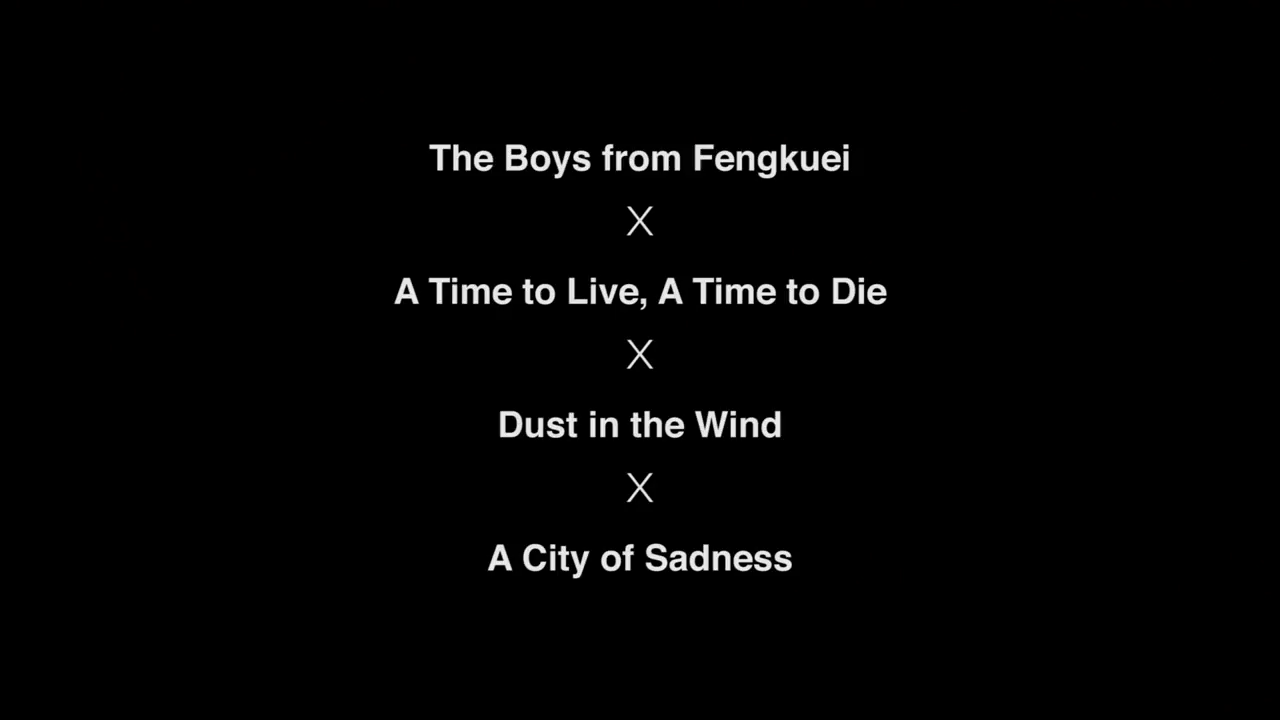 The Boys from Fengkuei
X
A Time to Live, A Time to Die
X
Dust in the Wind
X
A City of Sadness